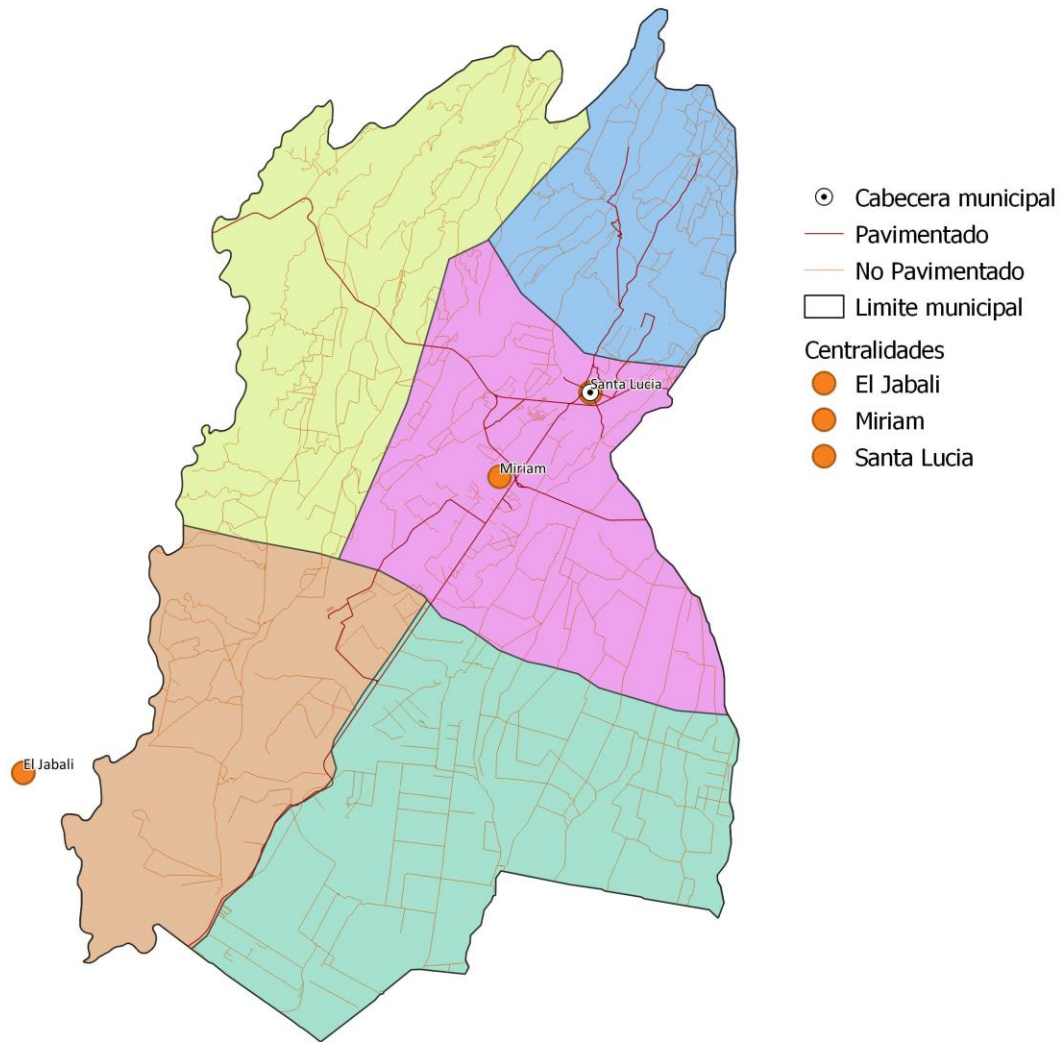 Cabecera municipal
Pavimentado
No Pavimentado
Limite municipal
Centralidades
El Jabali
Miriam
Santa Lucia
Santa Lucia
Miriam
El Jabali